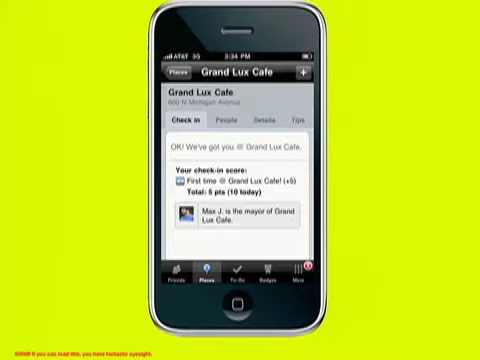 AT&T 3G 3:34 PM
Places Grand Lux Cafe +
Grand Lux Cafe
600 N Michigan Avenue
Check in People Details Tips
OK! We've got you @ Grand Lux Cafe.
Your check-in score:
First time @ Grand Lux Cafe! (+5)
Total: 5 pts (10 today)
Max J. is the mayor of Grand
Lux Cafe.
Friends Places To-Do Badges More
if you can read this, you have fantastic eyesight.